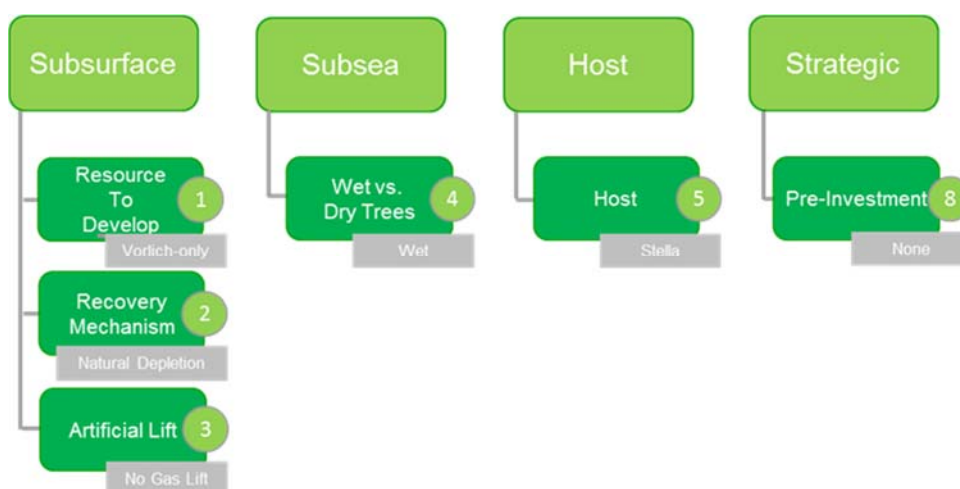 Subsurface
Resource
To
Develop
1
Vorlich-only
Recovery
Mechanism
2
Natural Depletion
Artificial Lift
3
No Gas Lift
Subsea
Wet vs.
Dry Trees
4
Wet
Host
Host
5
Stella
Strategic
Pre-Investment
8
None